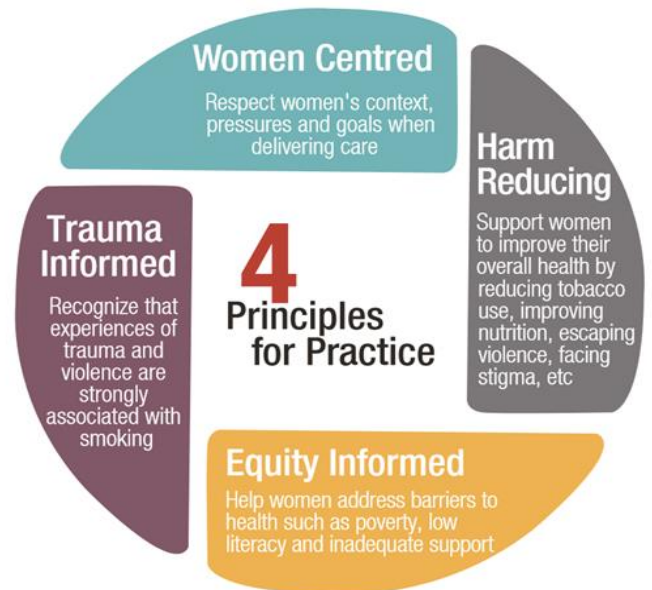 Women Centred
Respect women's context,
pressures and goals when
delivering care
Harm
Reducing
Support women
to improve their
overall health by
reducing tobacco
use, improving
nutrition, escaping
violence, facing
stigma, etc
Trauma
Informed
Recognize that
experiences of
trauma and
violence are
strongly
associated with
smoking
4
Principles
for Practice
Equity Informed
Help women address barriers to
health such as poverty, low
literacy and inadequate support